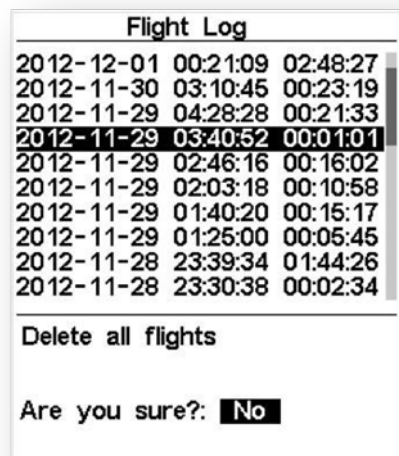 Flight Log
2012-12-01 00:21:09 02:48:27
2012-11-30 03:10:45 00:23:19
2012-11-29 04:28:28 00:21:33
2012-11-29 03:40:52 00:01:01
2012-11-29 02:46:16 00:16:02
2012-11-29 02:03:18 00:10:58
2012-11-29 01:40:20 00:15:17
2012-11-29 01:25:00 00:05:45
2012-11-28 23:39:34 01:44:26
2012-11-28 23:30:38 00:02:34
Delete all flights
Are you sure?: No